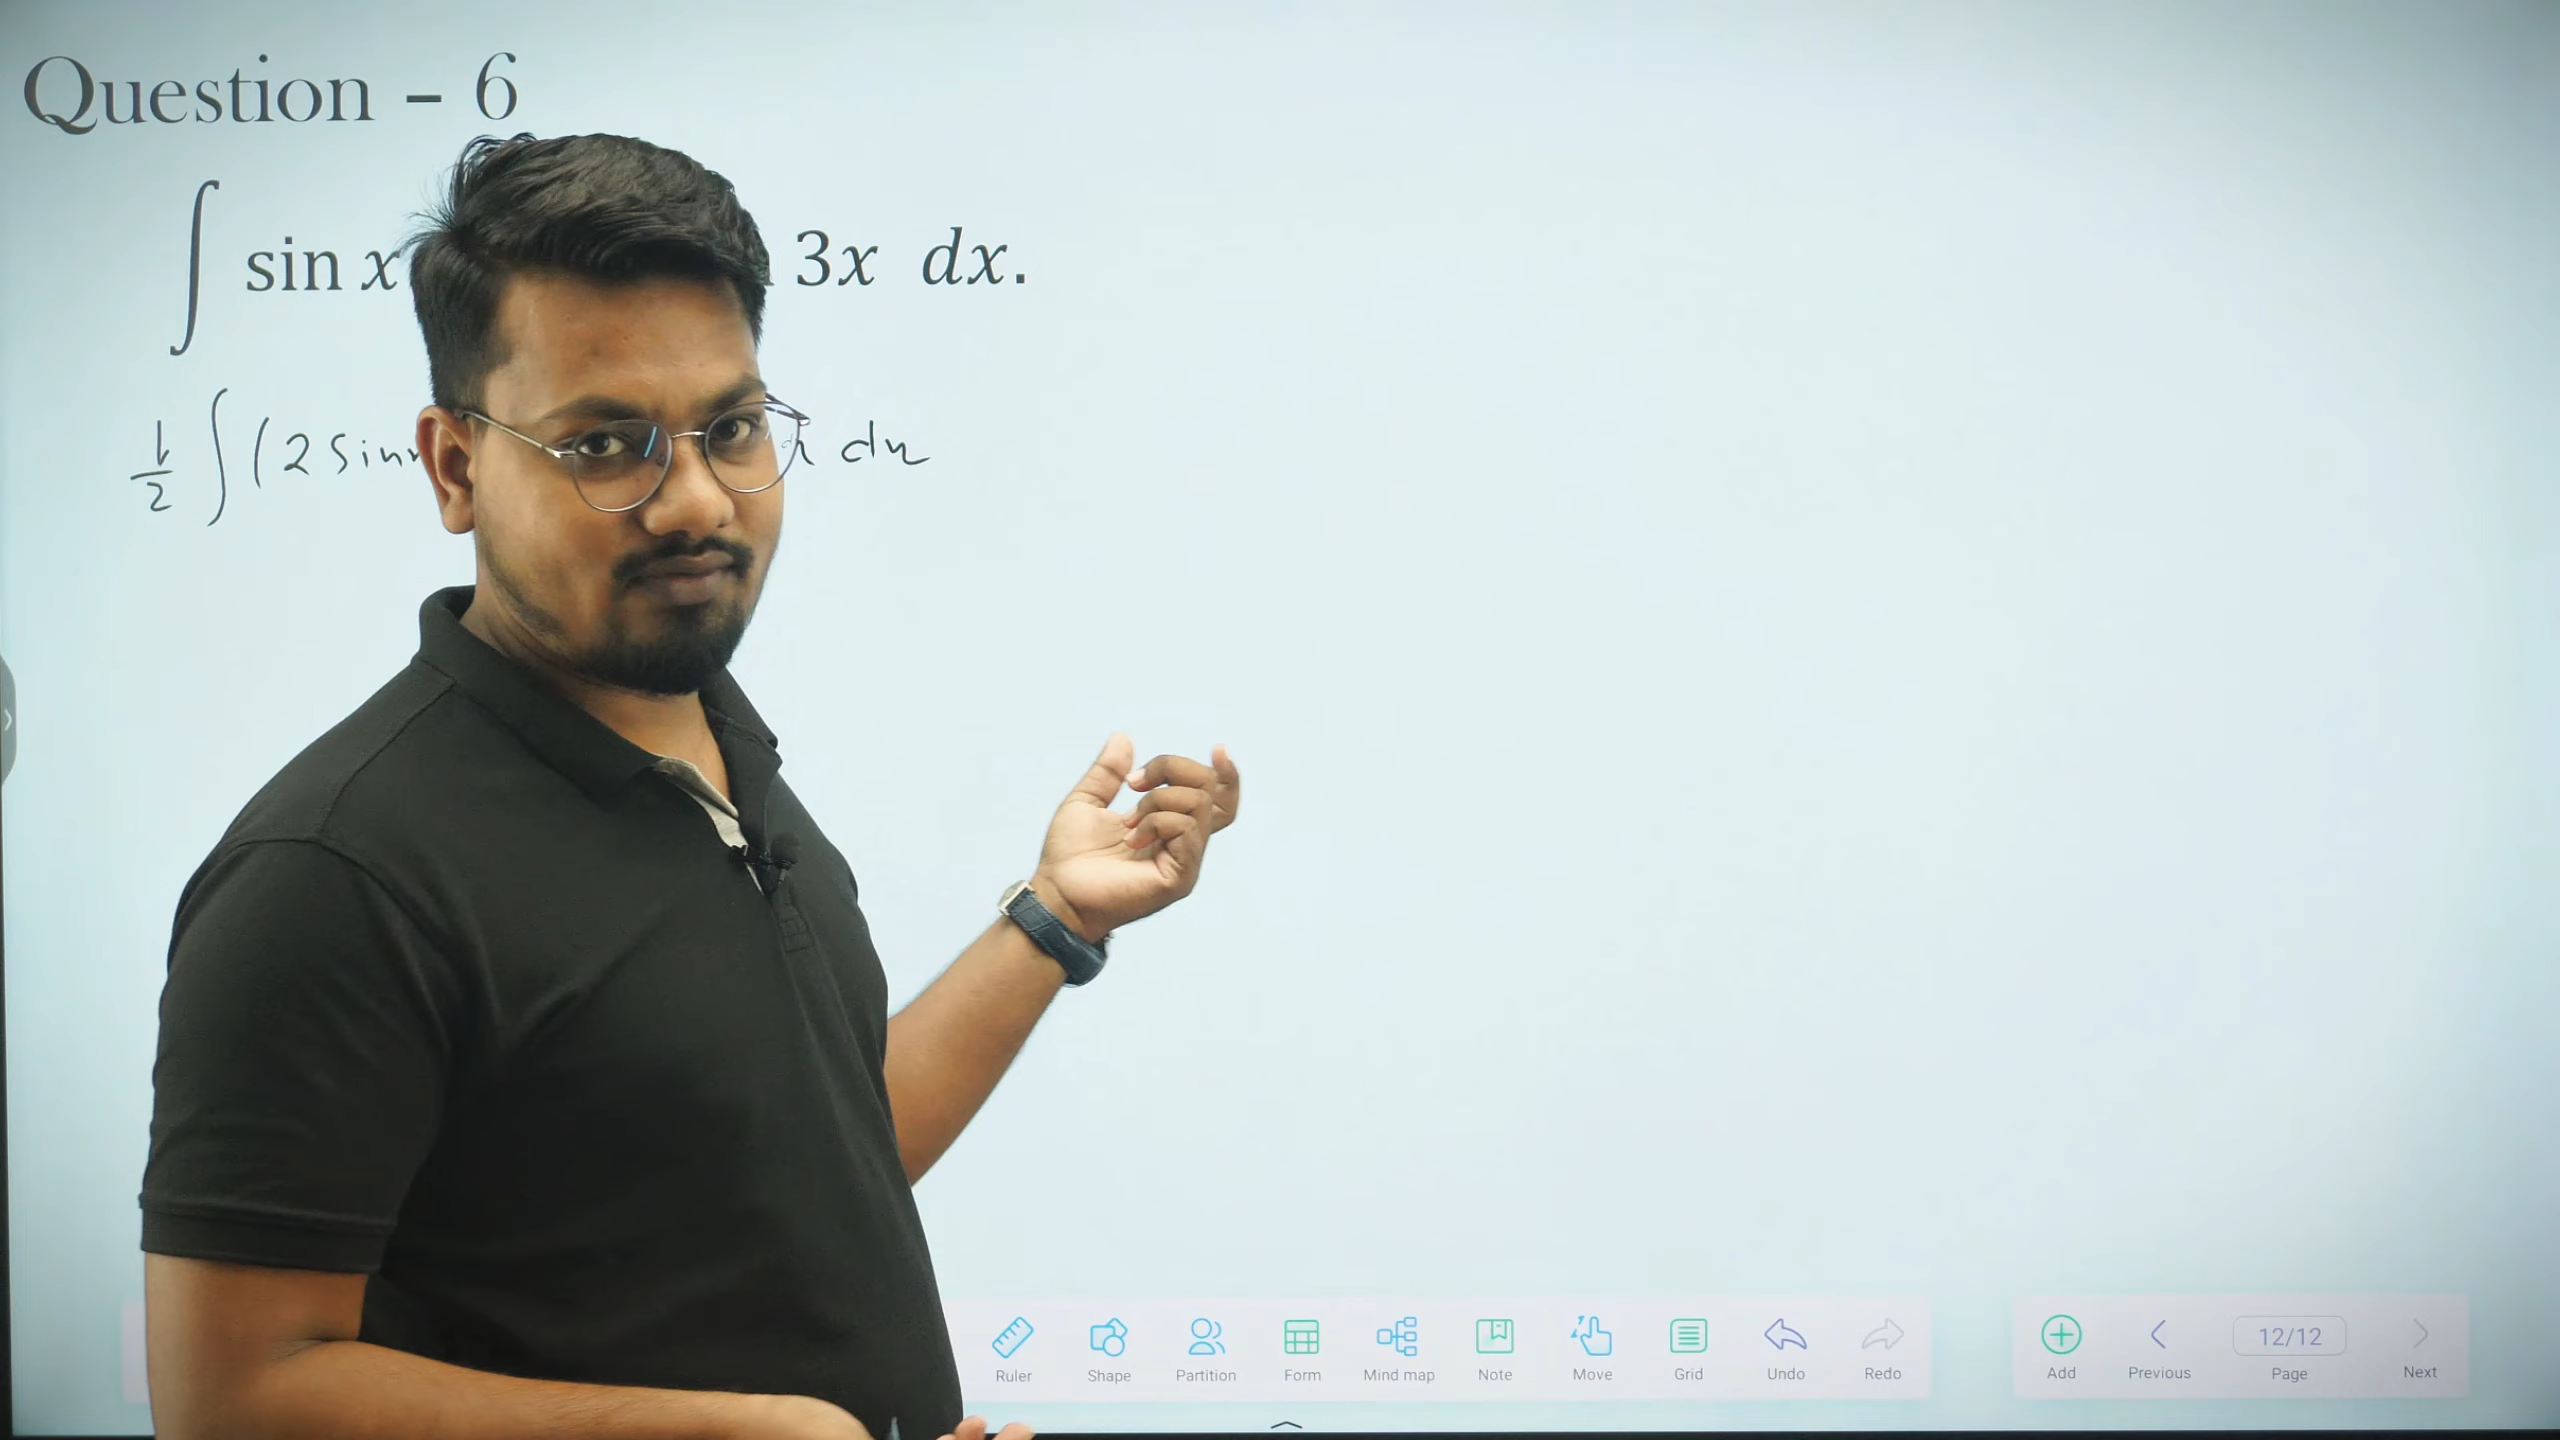 Question – 6
∫ sin x 3x dx.
1/2 ∫ (2 sin dx
Ruler Shape Partition Form Mind map Note Move Grid Undo Redo Add Previous 12/12 Page Next